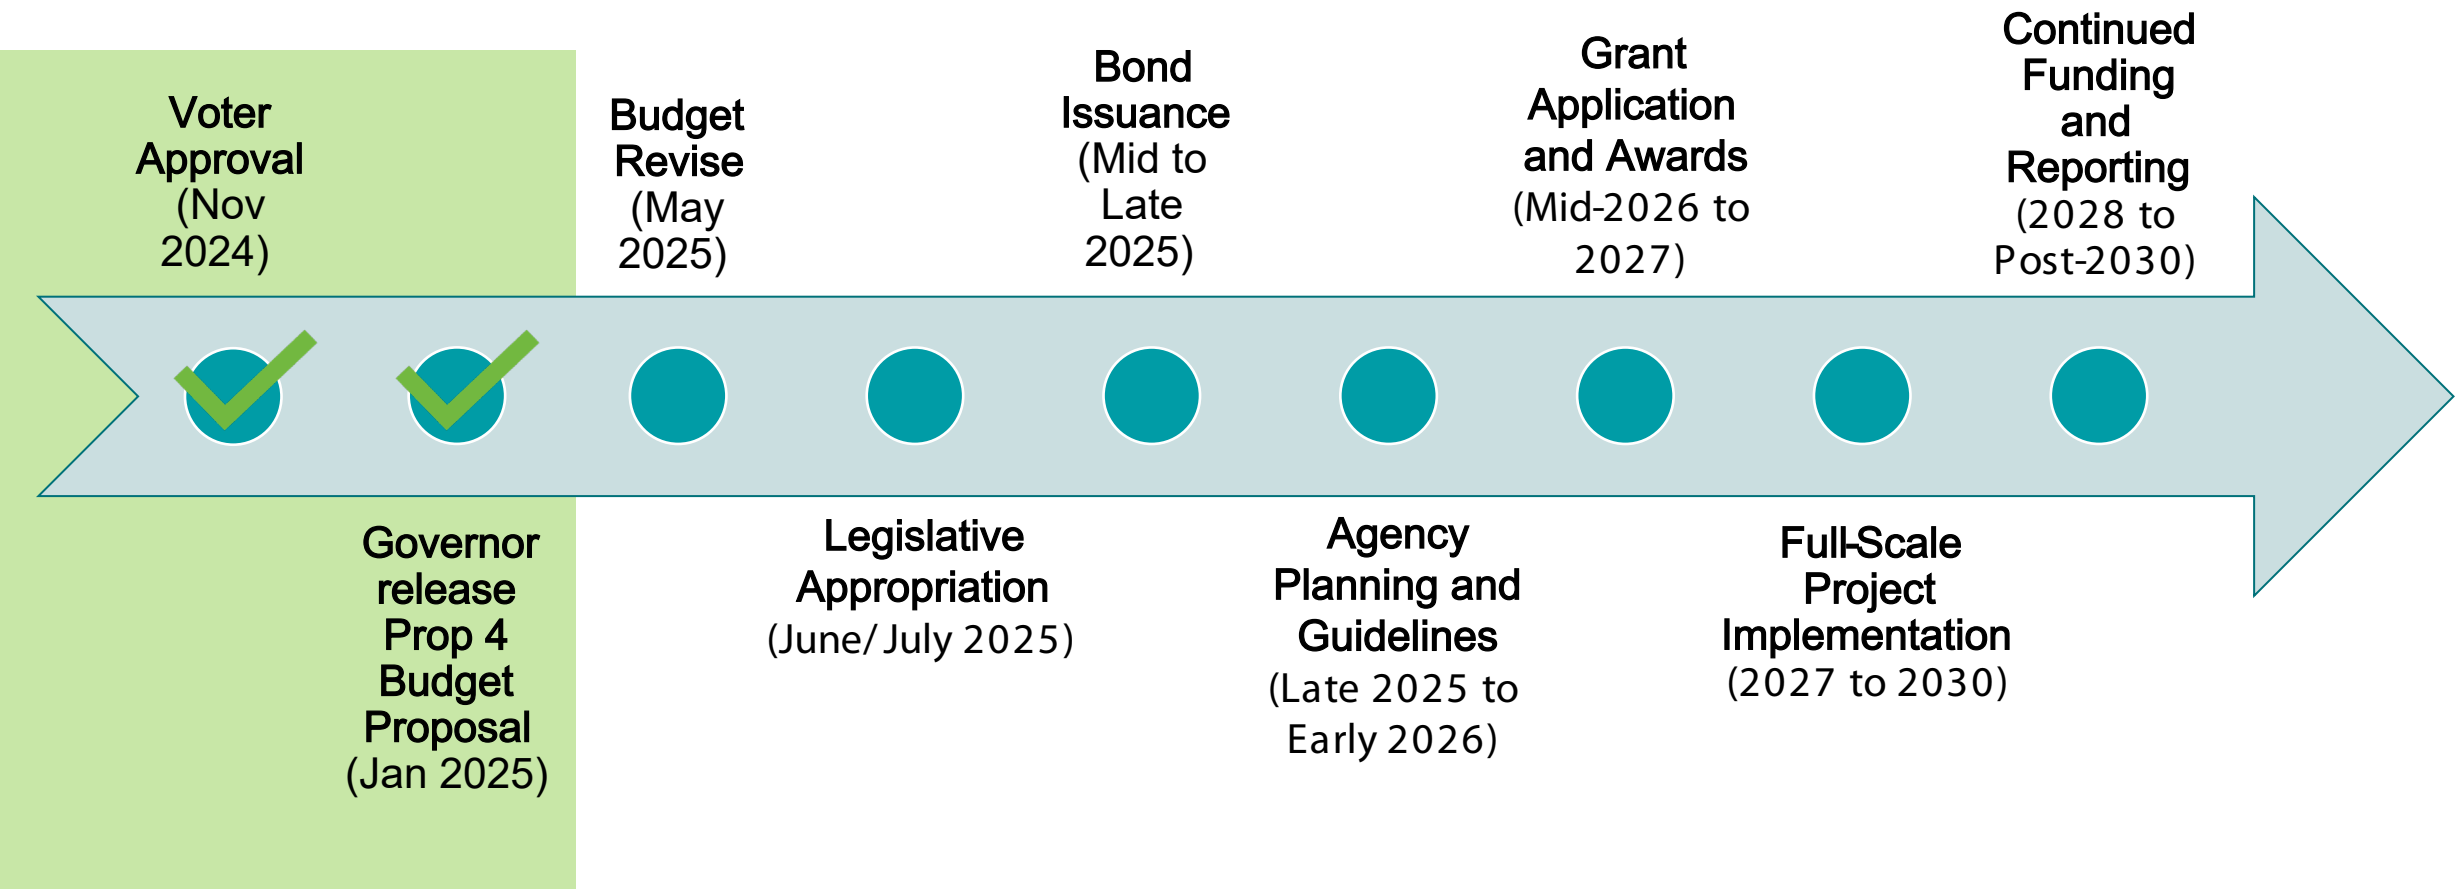 Voter
Approval
(Nov
2024)
Governor
release
Prop 4
Budget
Proposal
(Jan 2025)
Budget
Revise
(May
2025)
Legislative
Appropriation
(June/July 2025)
Bond
Issuance
(Mid to
Late
2025)
Agency
Planning and
Guidelines
(Late 2025 to
Early 2026)
Grant
Application
and Awards
(Mid-2026 to
2027)
Full-Scale
Project
Implementation
(2027 to 2030)
Continued
Funding
and
Reporting
(2028 to
Post-2030)